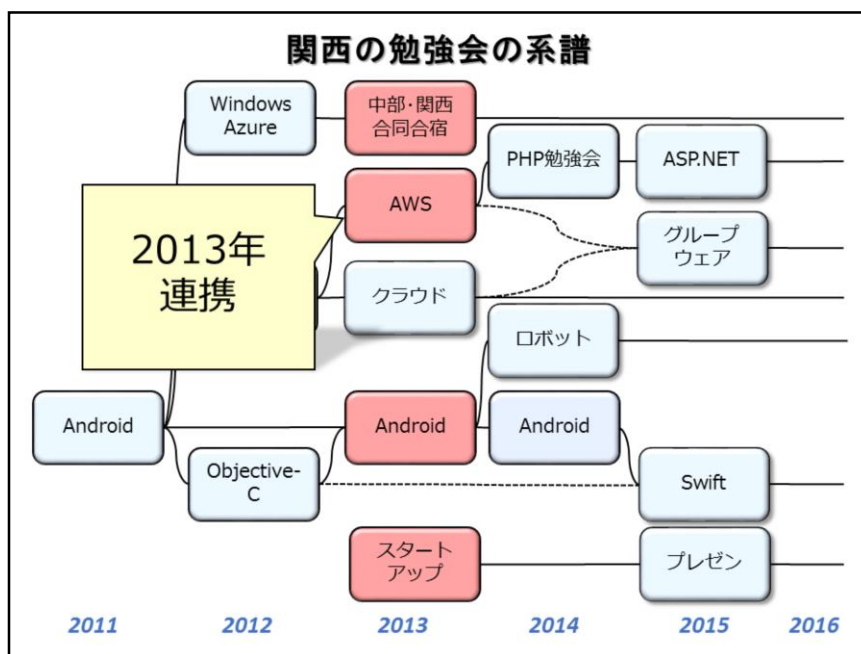 関西の勉強会の系譜
Windows
Azure
中部・関西
合同合宿
PHP勉強会
ASP.NET
AWS
2013年
連携
グループ
ウェア
クラウド
ロボット
Android
Android
Android
Objective-
C
Swift
スタート
アップ
プレゼン
2011
2012
2013
2014
2015
2016